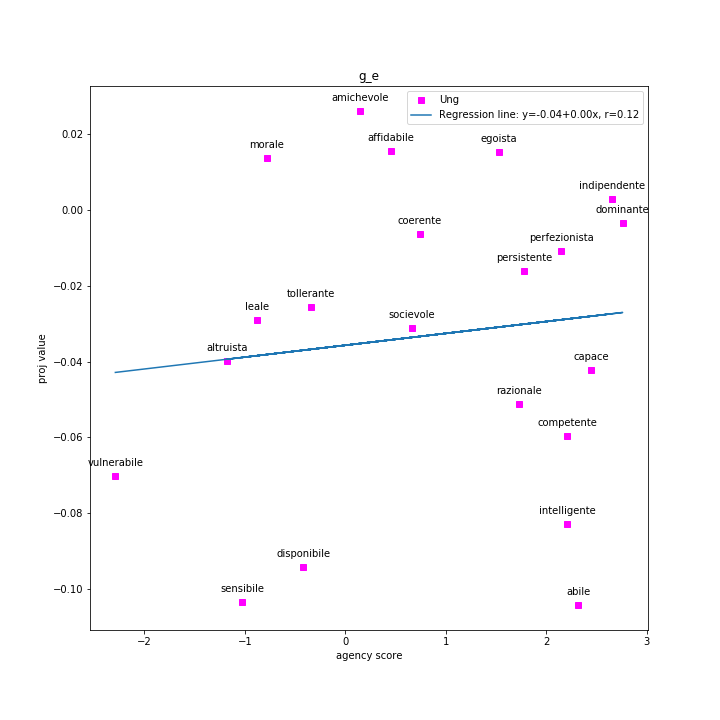 g_e
Ung
Regression line: y=-0.04+0.00x, r=0.12
amichevole
morale
affidabile
egoista
indipendente
dominante
coerente
perfezionista
persistente
tollerante
leale
socievole
altruista
capace
razionale
competente
vulnerabile
intelligente
disponibile
sensibile
abile
0.02
0.00
−0.02
−0.04
−0.06
−0.08
−0.10
proj value
−2 −1 0 1 2 3
agency score